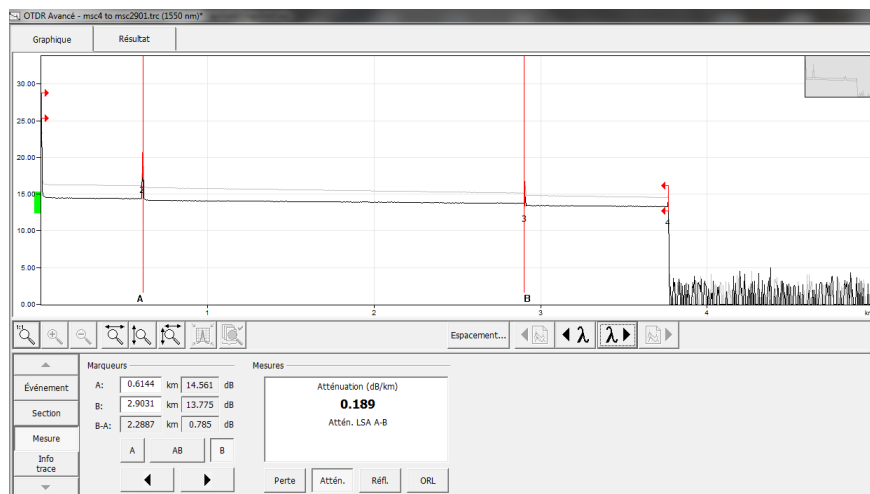 OTDR Avancé - msc4 to msc2901.trc (1550 nm)*
Graphique Résultat
30.00
25.00
20.00
15.00
10.00
5.00
0.00
2
3
4
A
B
1 2 3 4
1:1
Espacement...
λ λ
Événement
Section
Mesure
Info
trace
Marqueurs
A: 0.6144 km 14.561 dB
B: 2.9031 km 13.775 dB
B-A: 2.2887 km 0.785 dB
A AB B
Mesures
Atténuation (dB/km)
0.189
Attén. LSA A-B
Perte Attén. Réfl. ORL